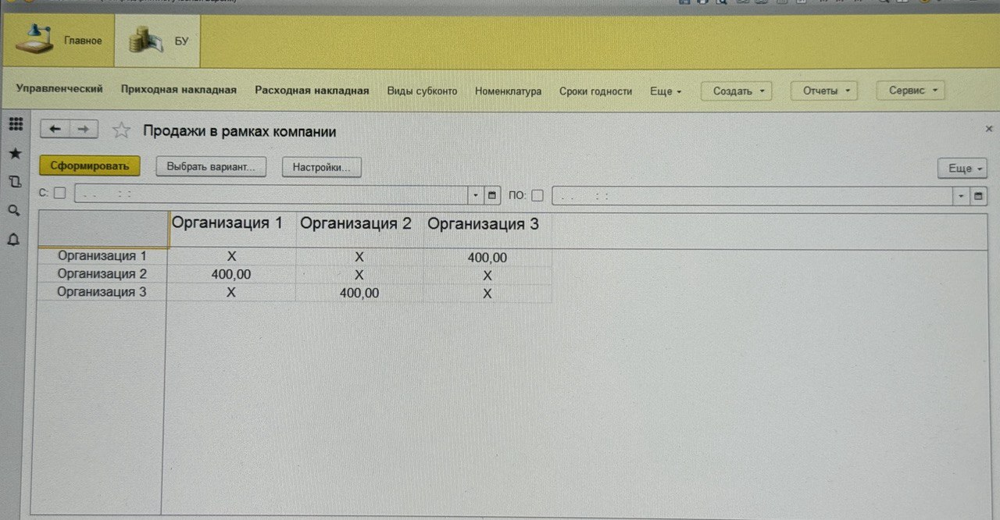 Главное
БУ
Управленческий Приходная накладная Расходная накладная Виды субконто Номенклатура Сроки годности Еще Создать Отчеты Сервис
Продажи в рамках компании
Сформировать Выбрать вариант... Настройки... Еще
С: . . : : ПО: . . : :
Организация 1 Организация 2 Организация 3
Организация 1 X X 400,00
Организация 2 400,00 X X
Организация 3 X 400,00 X